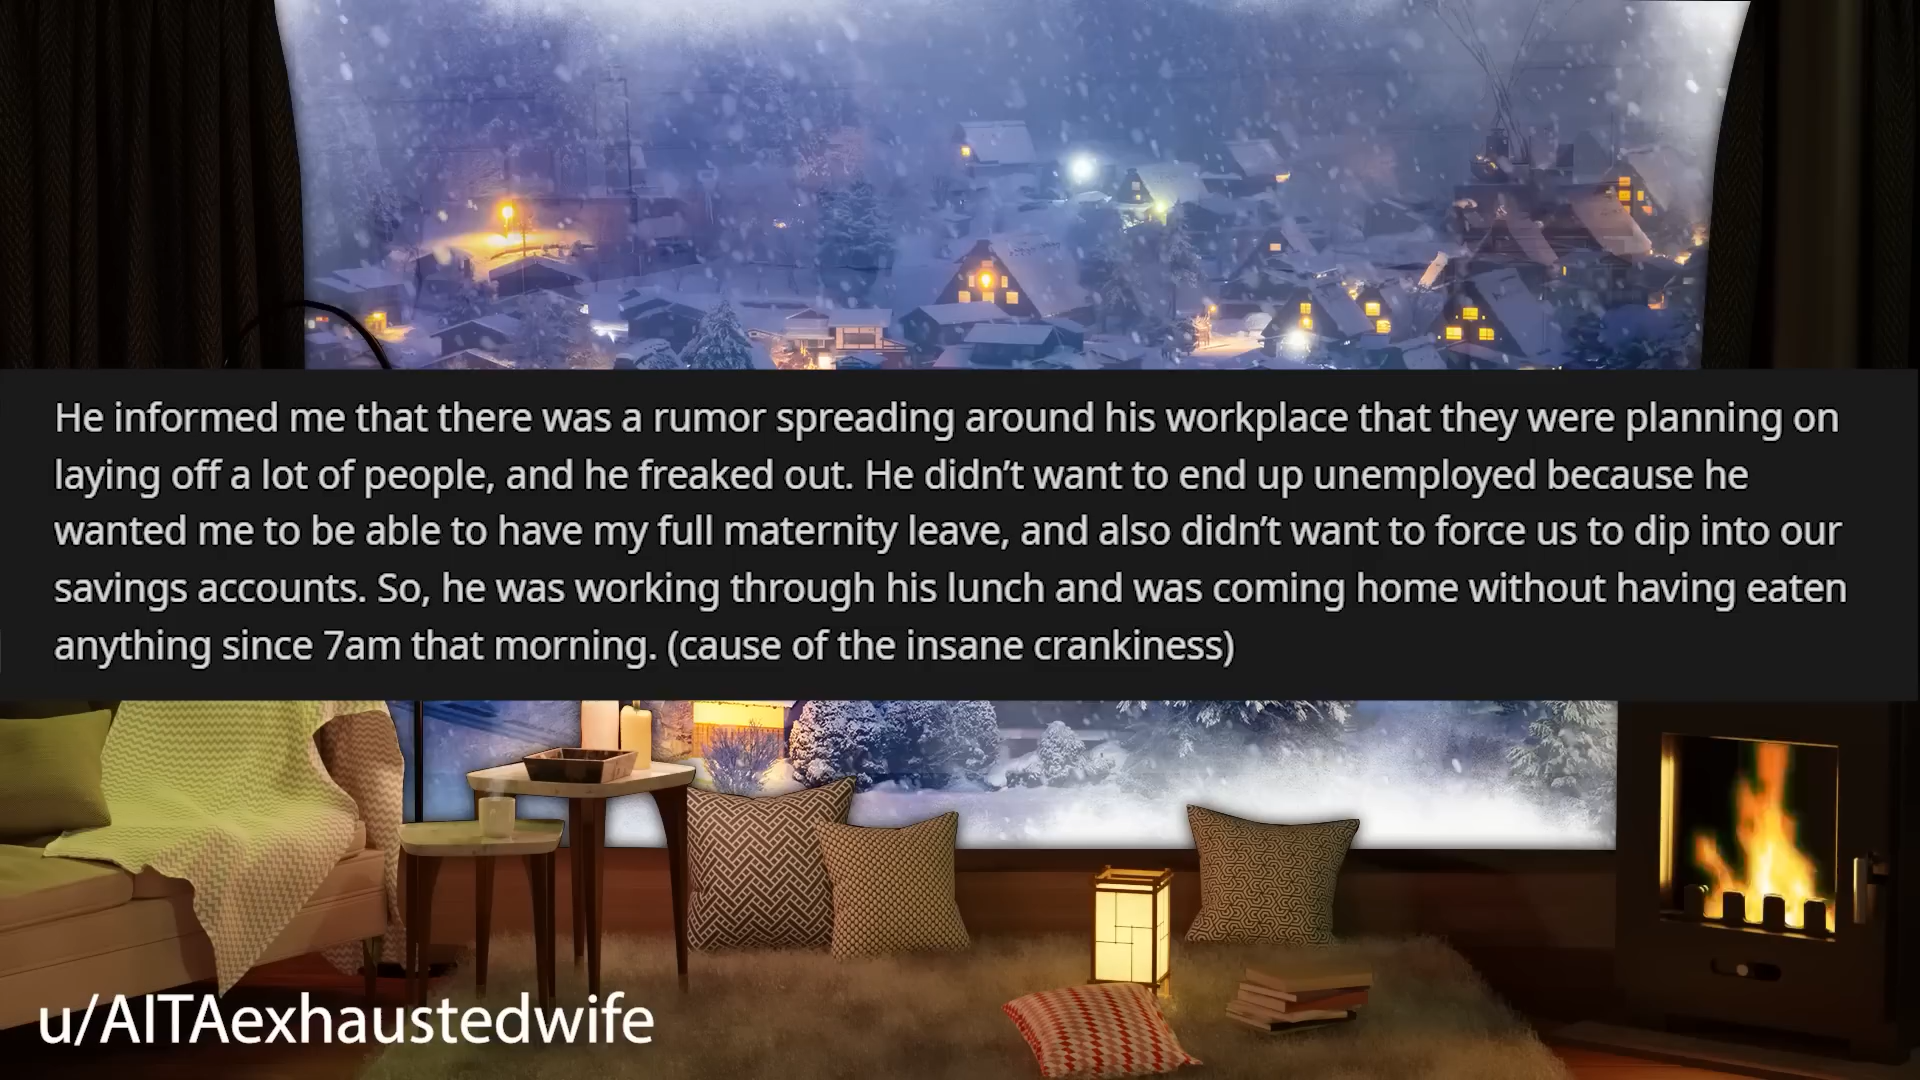 He informed me that there was a rumor spreading around his workplace that they were planning on
laying off a lot of people, and he freaked out. He didn’t want to end up unemployed because he
wanted me to be able to have my full maternity leave, and also didn’t want to force us to dip into our
savings accounts. So, he was working through his lunch and was coming home without having eaten
anything since 7am that morning. (cause of the insane crankiness)
u/AITAexhaustedwife